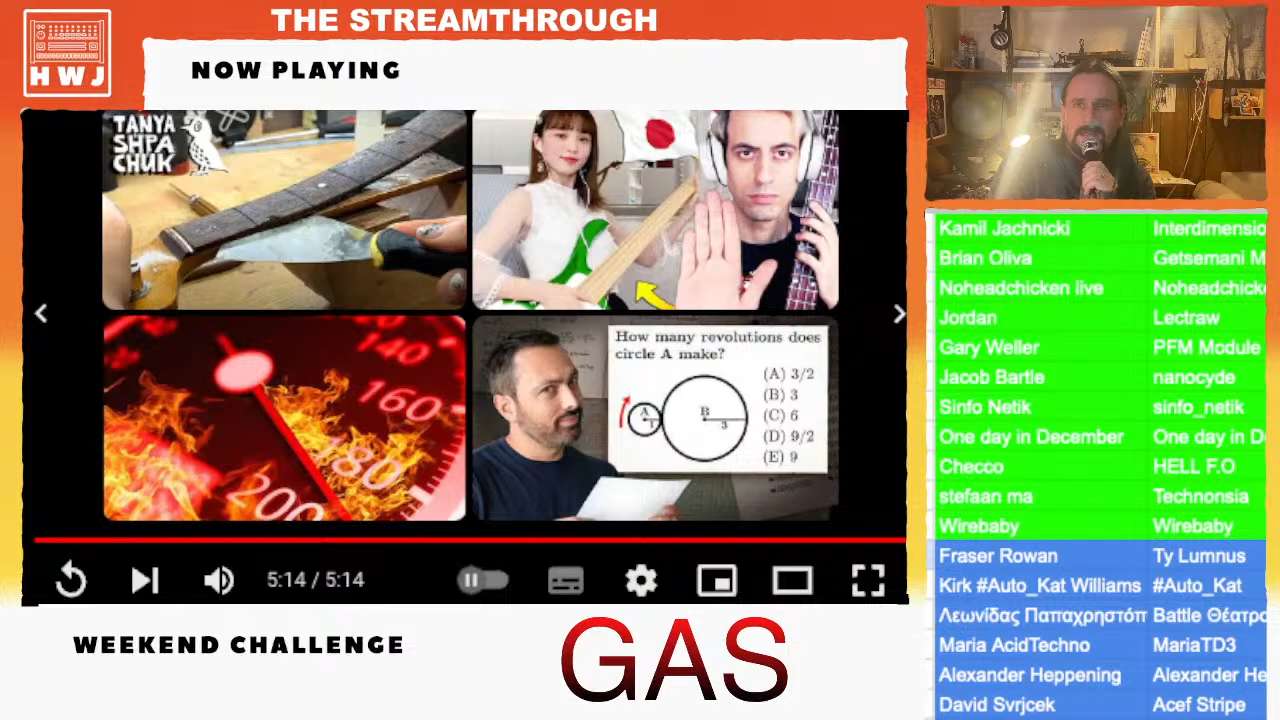 THE STREAMTHROUGH
HWJ
NOW PLAYING
TANYA
SHPA
CHUK
How many revolutions does
circle A make?
(A) 3/2
(B) 3
(C) 6
(D) 9/2
(E) 9
A
1
B
3
140
160
180
200
5:14 / 5:14
WEEKEND CHALLENGE
GAS
Kamil Jachnicki Interdimensio
Brian Oliva Getsemani M
Noheadchicken live Noheadchick
Jordan Lectraw
Gary Weller PFM Module
Jacob Bartle nanocyde
Sinfo Netik sinfo_netik
One day in December One day in D
Checco HELL F.O
stefaan ma Technonsia
Wirebaby Wirebaby
Fraser Rowan Ty Lumnus
Kirk #Auto_Kat Williams #Auto_Kat
Λεωνίδας Παπαχρηστόπ Battle Θέατρο
Maria AcidTechno MariaTD3
Alexander Heppening Alexander He
David Svrjcek Acef Stripe